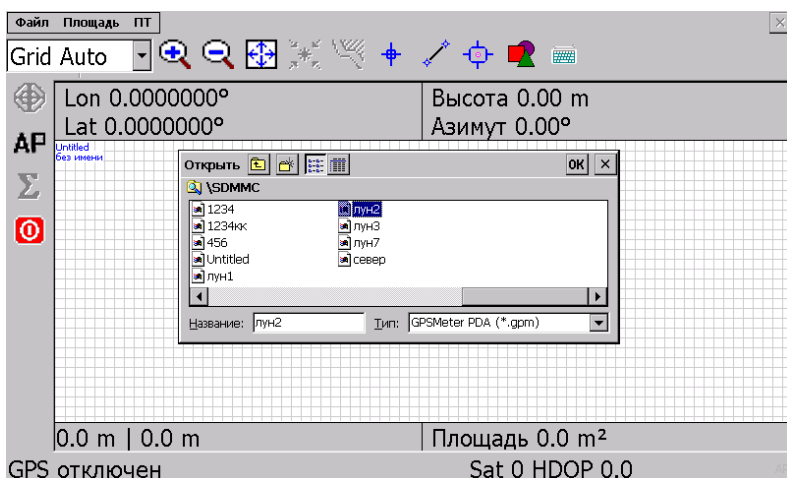 Файл Площадь ПТ
Grid Auto
Lon 0.0000000° Высота 0.00 m
Lat 0.0000000° Азимут 0.00°
АР
Σ
Untitled
без имени
Открыть OK
\SDMMC
1234 лун2
1234кк лун3
456 лун7
Untitled север
лун1
Название: лун2 Тип: GPSMeter PDA (*.gpm)
0.0 m | 0.0 m Площадь 0.0 m²
GPS отключен Sat 0 HDOP 0.0